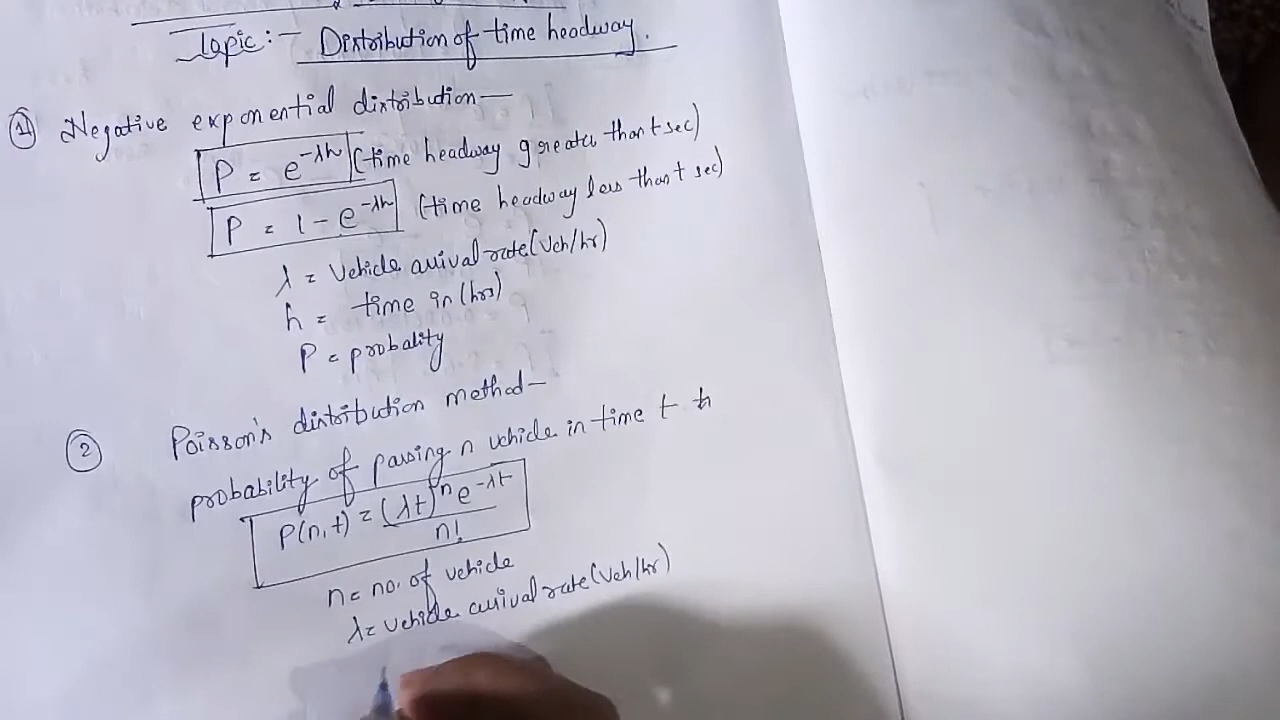 Topic:- Distribution of time headway.
① Negative exponential distribution—
P = e^-λh (time headway greater than t sec)
P = 1 - e^-λh (time headway less than t sec)
λ = Vehicle arrival rate (Veh/hr)
h = time in (hrs)
P = probality
② Poisson's distribution method—
probability of passing n vehicle in time t h
P(n,t) = (λt)^n e^-λt / n!
n = no. of vehicle
λ = vehicle arrival rate (Veh/hr)